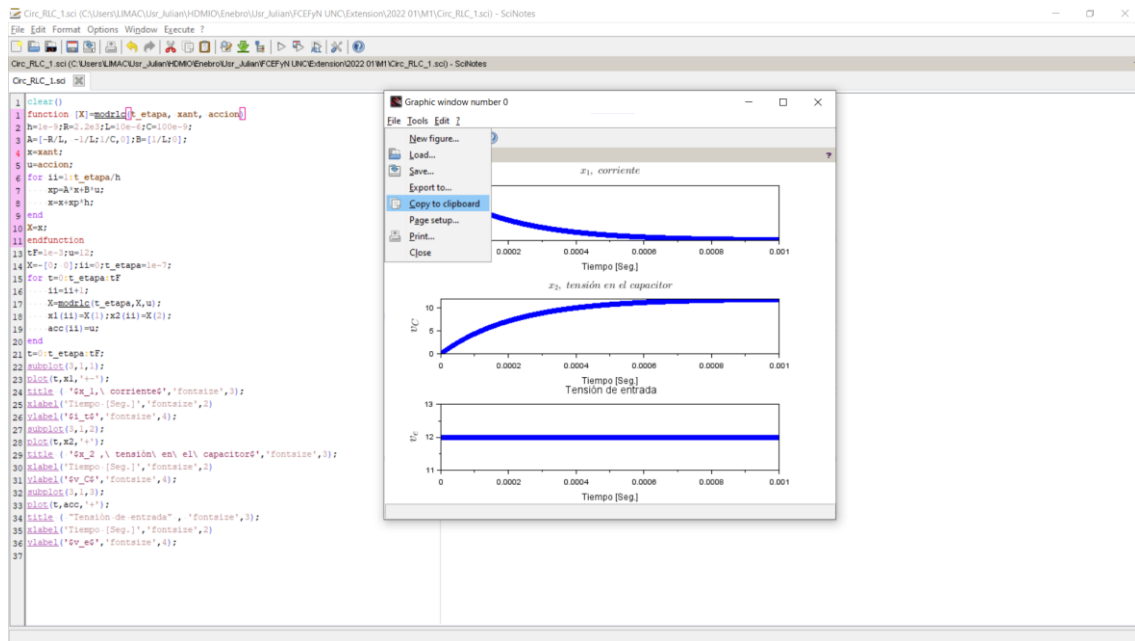 Circ_RLC_1.sci (C:\Users\LIMAC\Usr_Julian\HDMIO\Enebro\Usr_Julian\FCEFyN UNC\Extension\2022 01\M1\Circ_RLC_1.sci) - SciNotes
File Edit Format Options Window Execute ?
Circ_RLC_1.sci (C:\Users\LIMAC\Usr_Julian\HDMIO\Enebro\Usr_Julian\FCEFyN UNC\Extension\2022 01\M1\Circ_RLC_1.sci) - SciNotes
Circ_RLC_1.sci
1 clear()
1 function [X]=modrlc(t_etapa, xant, accion)
2 h=1e-9;R=2.2e3;L=10e-6;C=100e-9;
3 A=[-R/L, -1/L;1/C,0];B=[1/L;0];
4 x=xant;
5 u=accion;
6 for ii=1:t_etapa/h
7 xp=A*x+B*u;
8 x=x+xp*h;
9 end
10 X=x;
11 endfunction
13 tF=1e-3;u=12;
14 X=-[0; 0];ii=0;t_etapa=1e-7;
15 for t=0:t_etapa:tF
16 ii=ii+1;
17 X=modrlc(t_etapa,X,u);
18 x1(ii)=X(1);x2(ii)=X(2);
19 acc(ii)=u;
20 end
21 t=0:t_etapa:tF;
22 subplot(3,1,1);
23 plot(t,x1,'+-');
24 title ( '$x_1,\ corriente$','fontsize',3);
25 xlabel('Tiempo [Seg.]','fontsize',2)
26 ylabel('$i_t$','fontsize',4);
27 subplot(3,1,2);
28 plot(t,x2,'+');
29 title ( '$x_2 ,\ tensión\ en\ el\ capacitor$','fontsize',3);
30 xlabel('Tiempo [Seg.]','fontsize',2)
31 ylabel('$v_C$','fontsize',4);
32 subplot(3,1,3);
33 plot(t,acc,'+');
34 title ( "Tensión de entrada" , 'fontsize',3);
35 xlabel('Tiempo [Seg.]','fontsize',2)
36 ylabel('$v_e$','fontsize',4);
37
Graphic window number 0
File Tools Edit ?
New figure...
Load...
Save...
Export to...
Copy to clipboard
Page setup...
Print...
Close
?
x1, corriente
0.0002 0.0004 0.0006 0.0008 0.001
Tiempo [Seg.]
x2, tensión en el capacitor
vC
10
5
0
0 0.0002 0.0004 0.0006 0.0008 0.001
Tiempo [Seg.]
Tensión de entrada
ve
13
12
11
0 0.0002 0.0004 0.0006 0.0008 0.001
Tiempo [Seg.]